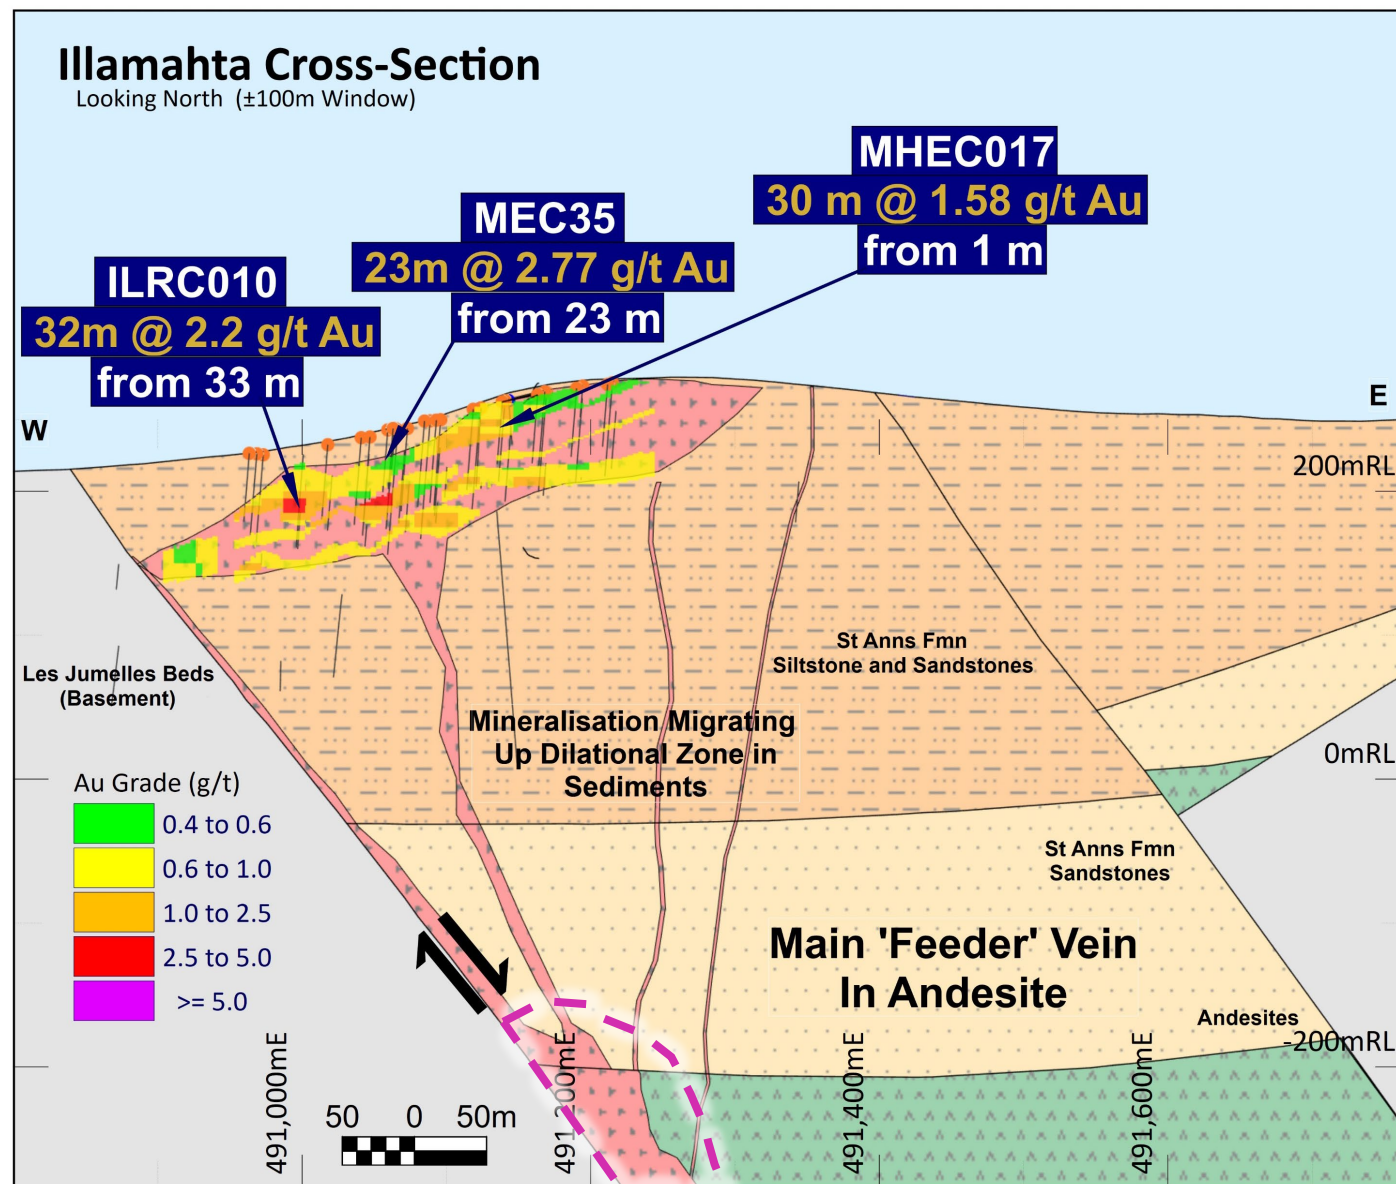 Illamahta Cross-Section
Looking North (±100m Window)
MHEC017
30 m @ 1.58 g/t Au
from 1 m
MEC35
23m @ 2.77 g/t Au
from 23 m
ILRC010
32m @ 2.2 g/t Au
from 33 m
W
E
200mRL
St Anns Fmn
Siltstone and Sandstones
Les Jumelles Beds
(Basement)
Mineralisation Migrating
Up Dilational Zone in
Sediments
0mRL
Au Grade (g/t)
0.4 to 0.6
0.6 to 1.0
1.0 to 2.5
2.5 to 5.0
>= 5.0
St Anns Fmn
Sandstones
Main 'Feeder' Vein
In Andesite
Andesites
-200mRL
50 0 50m
491,000mE
491,200mE
491,400mE
491,600mE